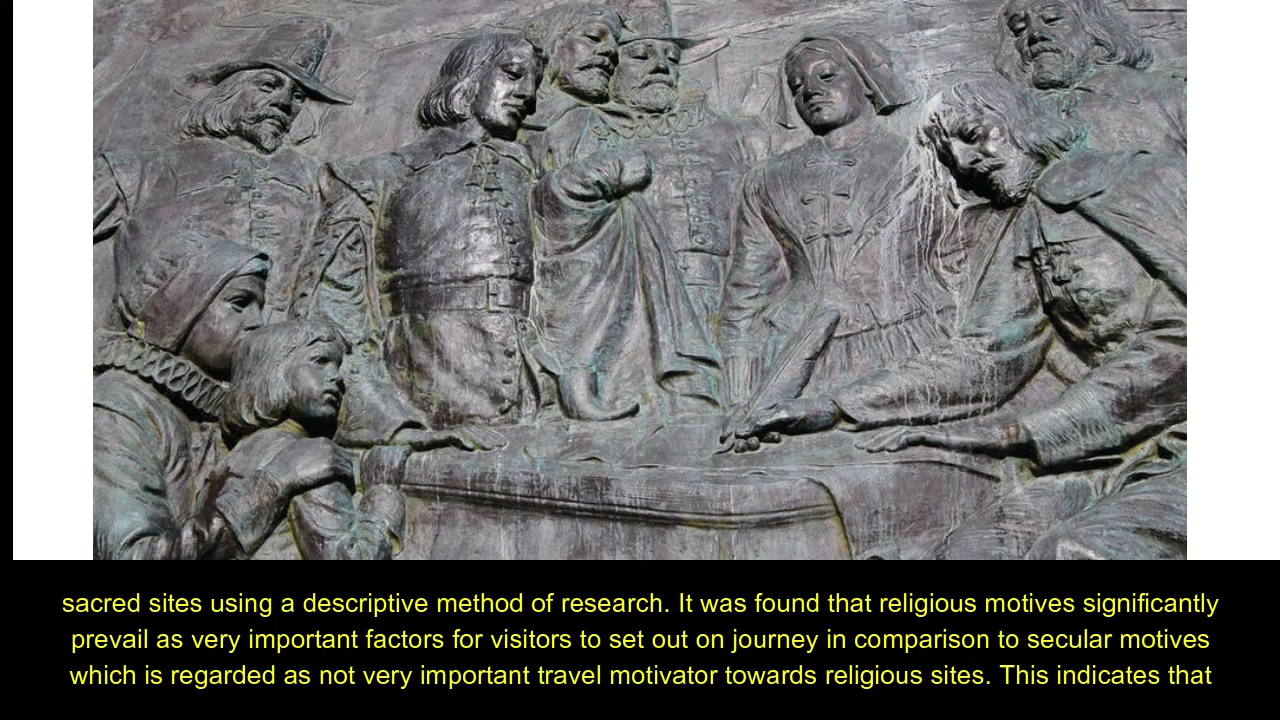 sacred sites using a descriptive method of research. It was found that religious motives significantly
prevail as very important factors for visitors to set out on journey in comparison to secular motives
which is regarded as not very important travel motivator towards religious sites. This indicates that